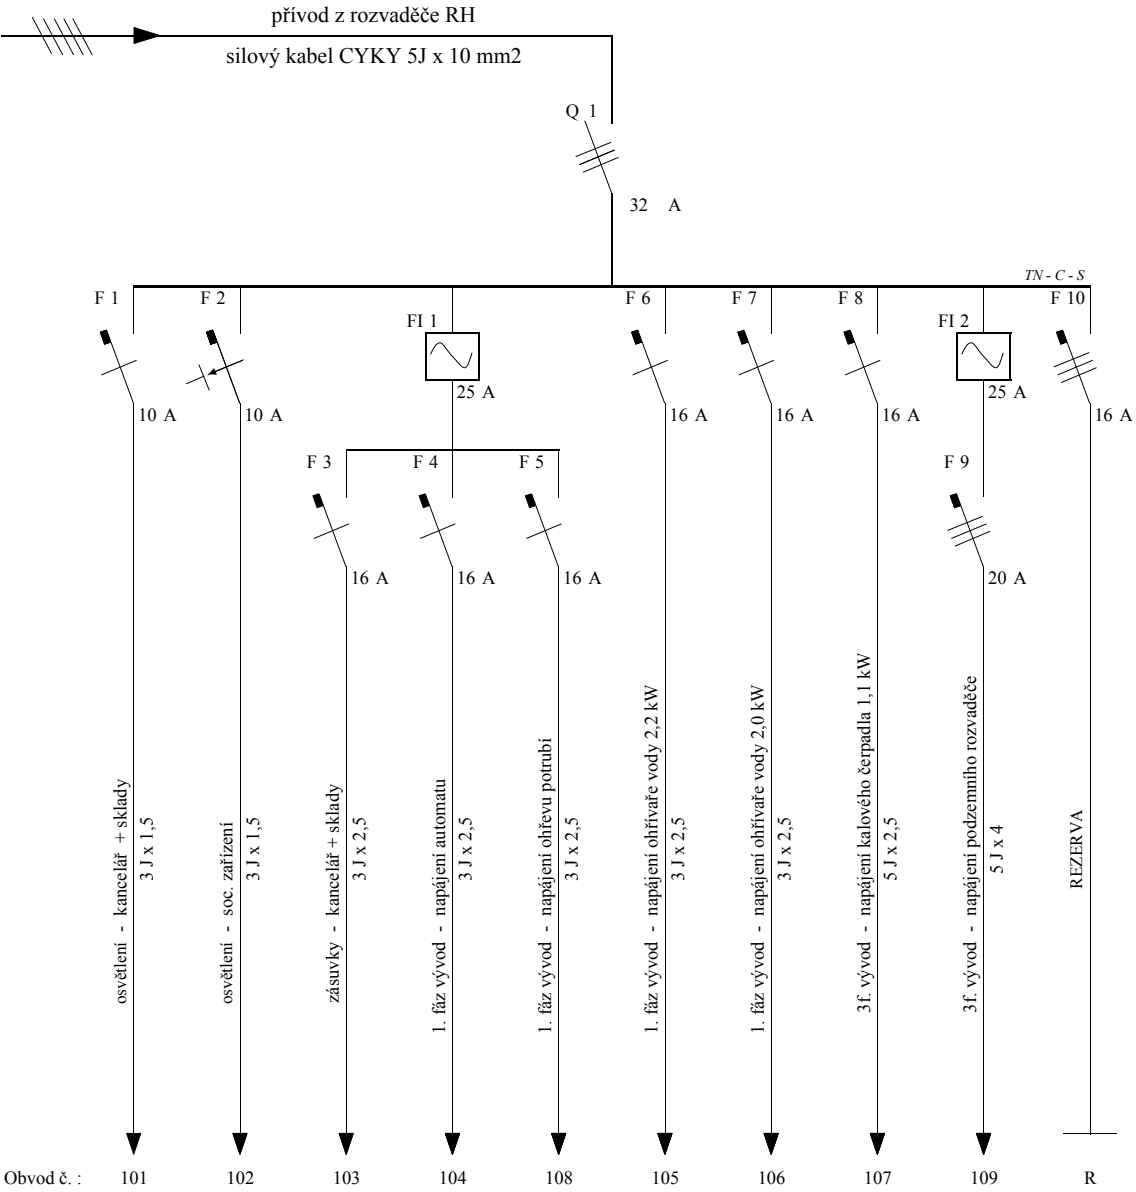 přívod z rozvaděče RH
silový kabel CYKY 5J x 10 mm2
Q 1
32 A
TN - C - S
F 1
F 2
F 6
F 7
F 8
F 10
FI 1
FI 2
25 A
25 A
10 A
10 A
16 A
16 A
16 A
16 A
F 3
F 4
F 5
F 9
16 A
16 A
16 A
20 A
osvětlení - kancelář + sklady
3 J x 1,5
osvětlení - soc. zařízení
3 J x 1,5
zásuvky - kancelář + sklady
3 J x 2,5
1. fáz vývod - napájení automatu
3 J x 2,5
1. fáz vývod - napájení ohřevu potrubí
3 J x 2,5
1. fáz vývod - napájení ohřívaře vody 2,2 kW
3 J x 2,5
1. fáz vývod - napájení ohřívaře vody 2,0 kW
3 J x 2,5
3f. vývod - napájení kalového čerpadla 1,1 kW
5 J x 2,5
3f. vývod - napájení podzemního rozvaděče
5 J x 4
REZERVA
Obvod č. : 101 102 103 104 108 105 106 107 109 R